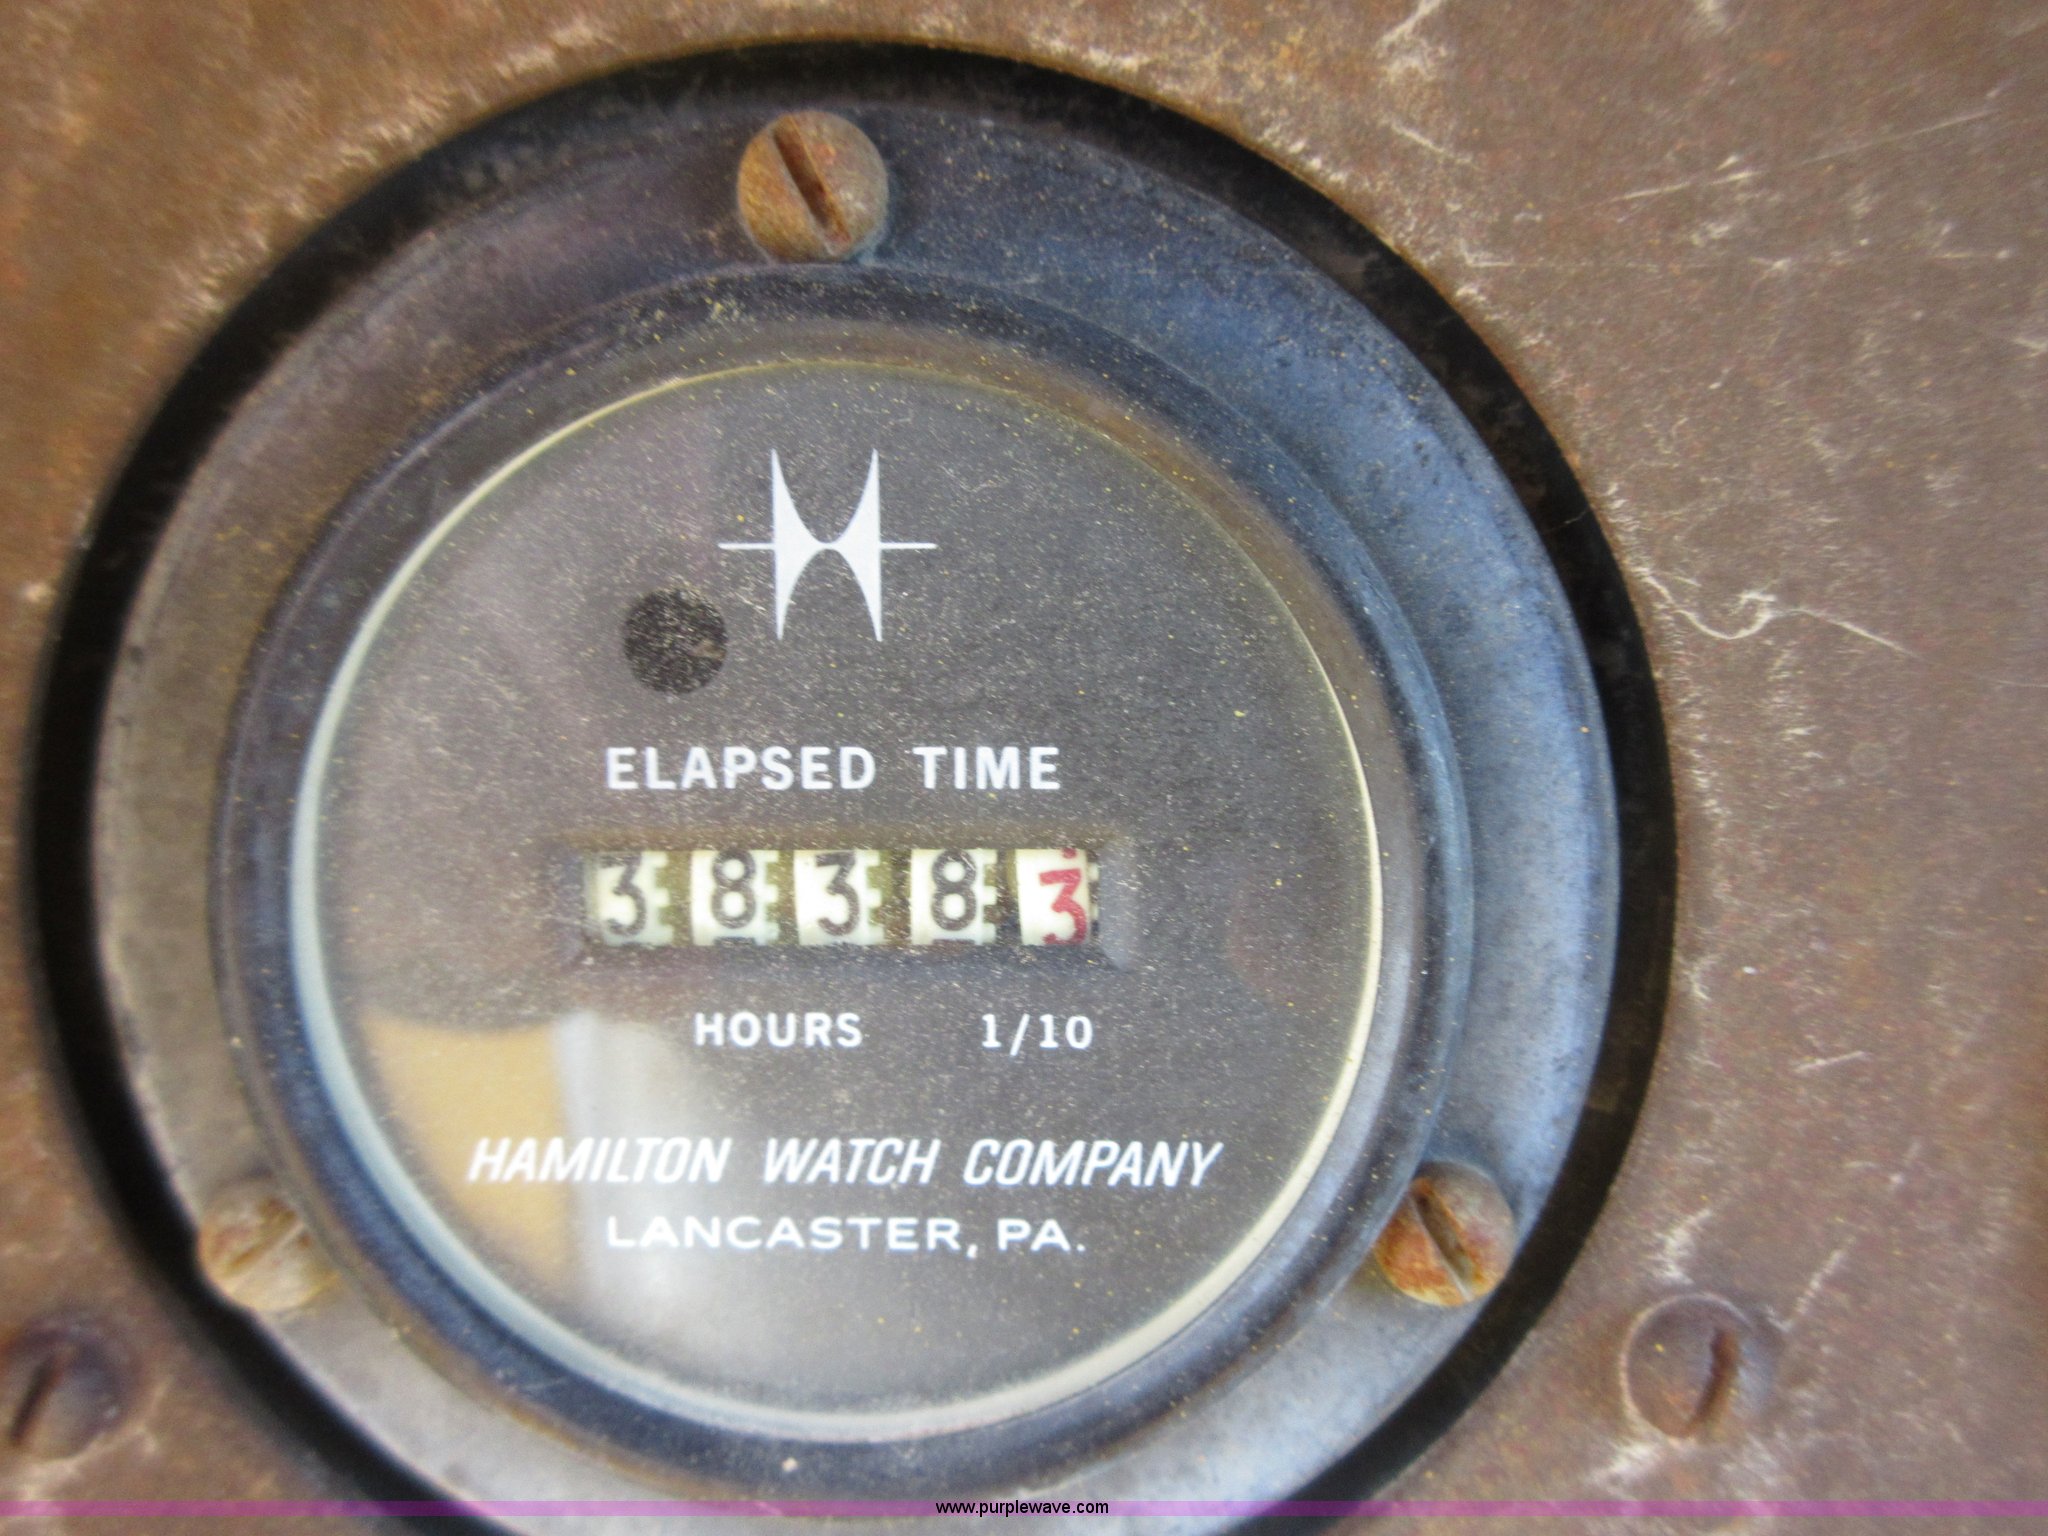 ELAPSED TIME
38383
HOURS 1/10
HAMILTON WATCH COMPANY
LANCASTER, PA.
www.purplewave.com